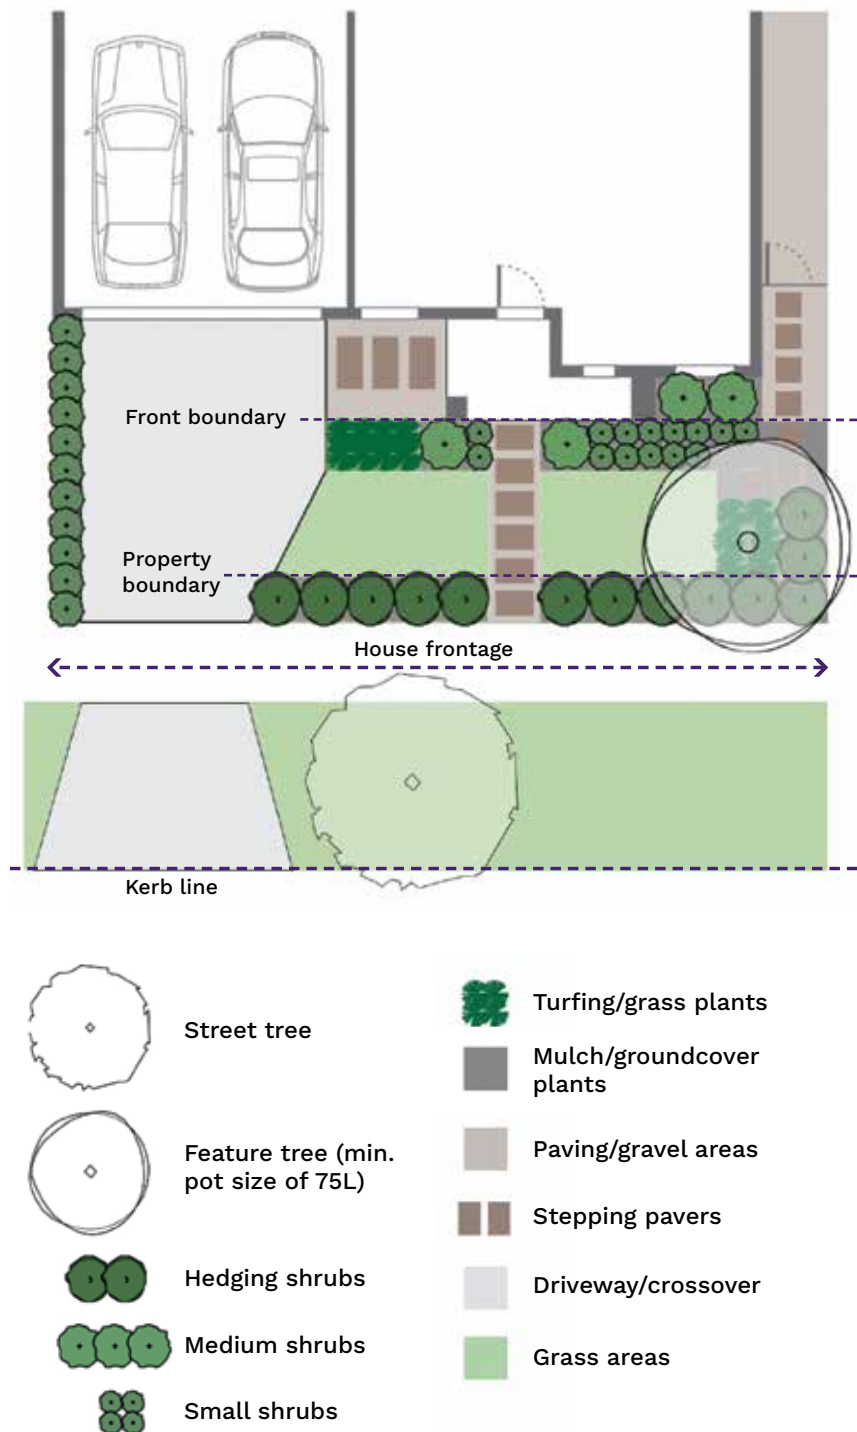 Front boundary
Property
boundary
House frontage
Kerb line
Street tree
Feature tree (min.
pot size of 75L)
Hedging shrubs
Medium shrubs
Small shrubs
Turfing/grass plants
Mulch/groundcover
plants
Paving/gravel areas
Stepping pavers
Driveway/crossover
Grass areas